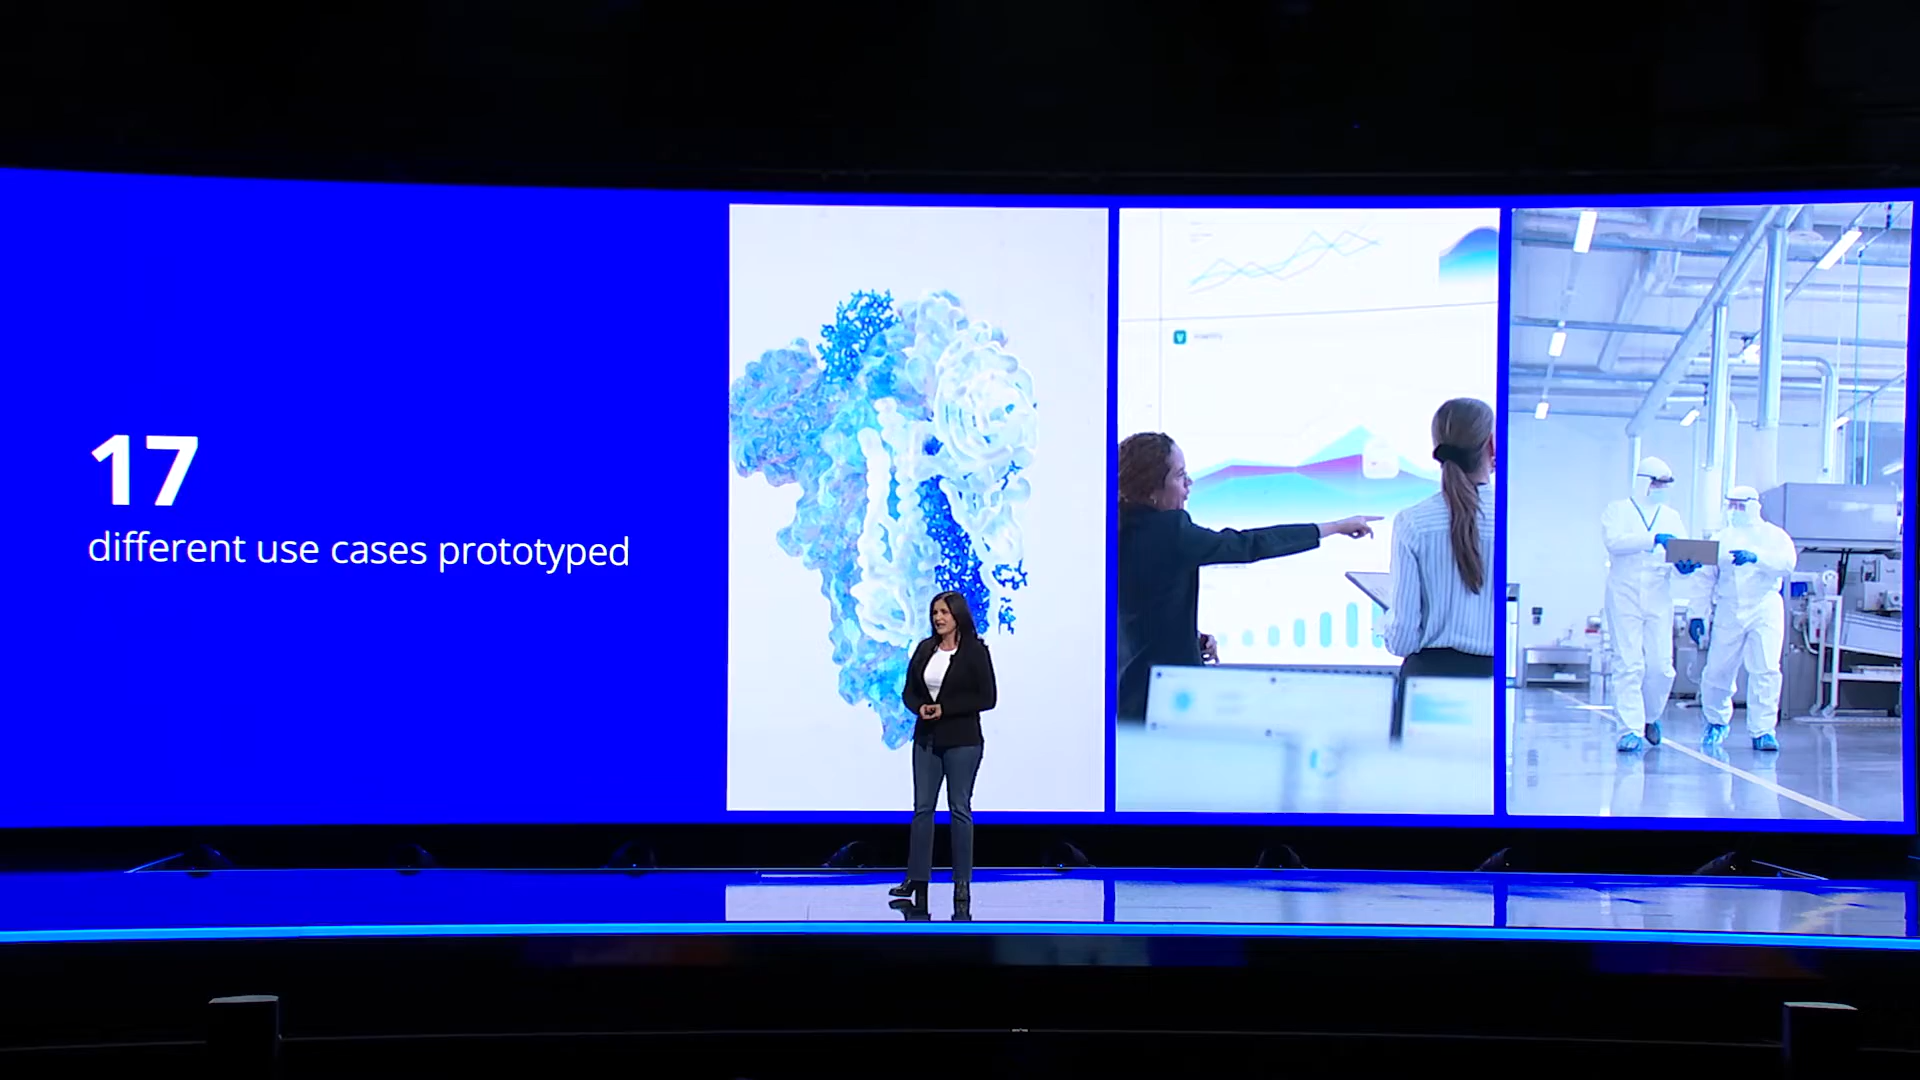 17
different use cases prototyped